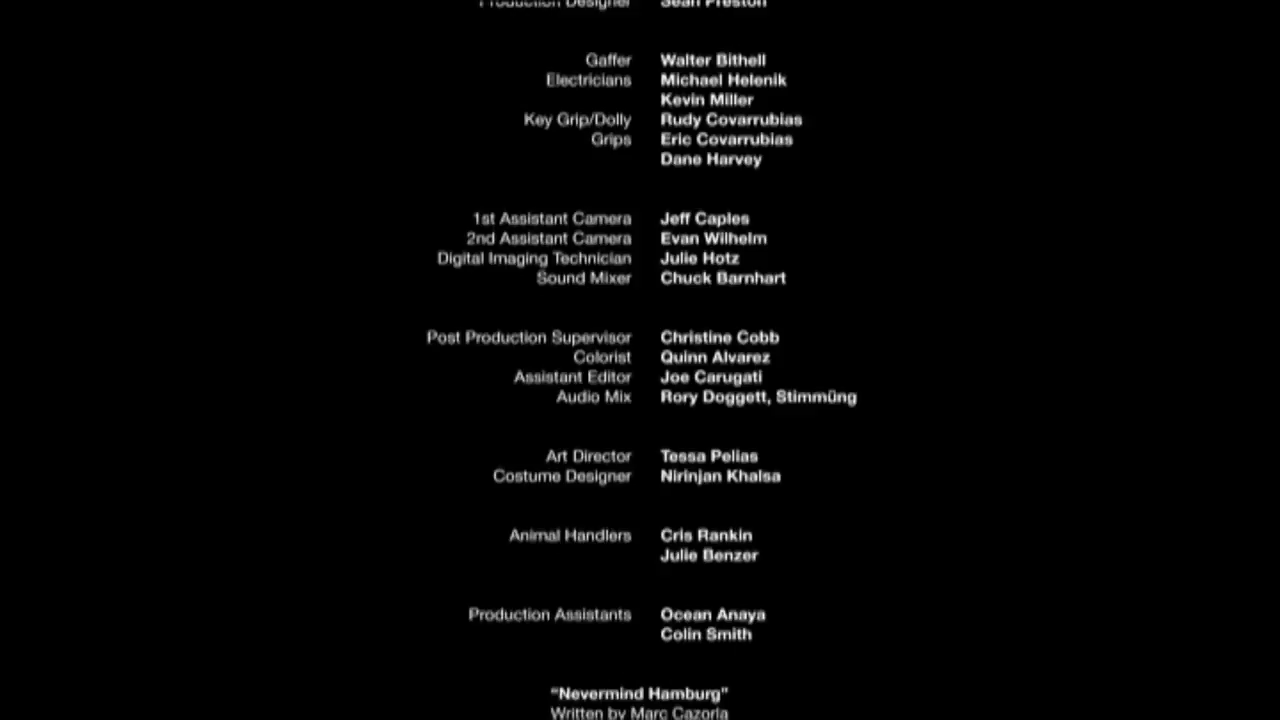 Production Designer Sean Preston
Gaffer Walter Bithell
Electricians Michael Helenik
Kevin Miller
Key Grip/Dolly Rudy Covarrubias
Grips Eric Covarrubias
Dane Harvey
1st Assistant Camera Jeff Caples
2nd Assistant Camera Evan Wilhelm
Digital Imaging Technician Julie Hotz
Sound Mixer Chuck Barnhart
Post Production Supervisor Christine Cobb
Colorist Quinn Alvarez
Assistant Editor Joe Carugati
Audio Mix Rory Doggett, Stimmüng
Art Director Tessa Pelias
Costume Designer Nirinjan Khalsa
Animal Handlers Cris Rankin
Julie Benzer
Production Assistants Ocean Anaya
Colin Smith
"Nevermind Hamburg"
Written by Marc Cazorla